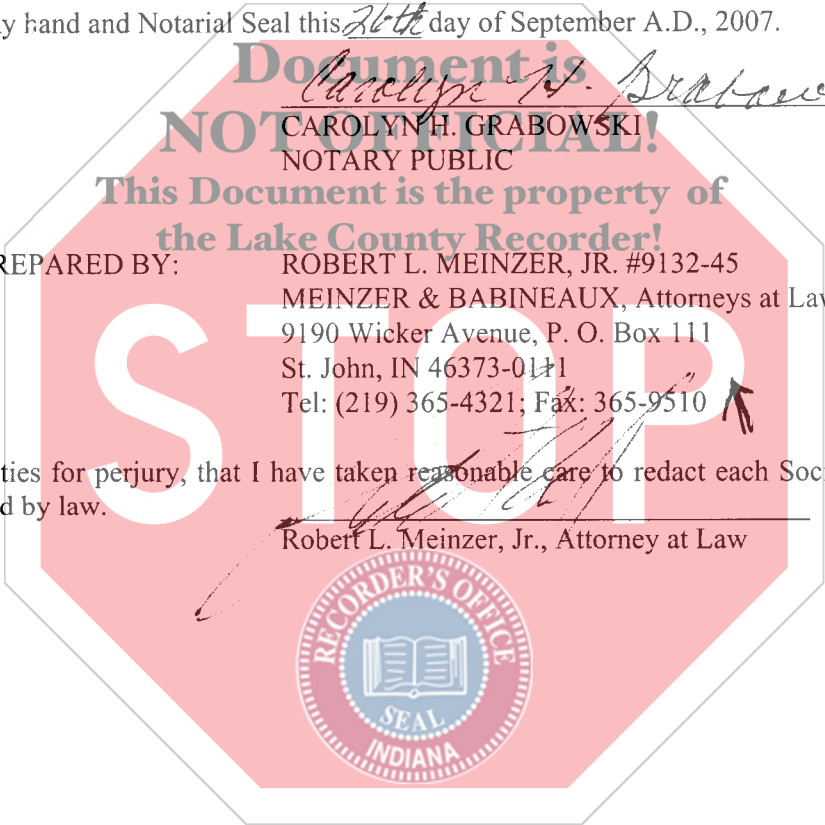 y hand and Notarial Seal this 26th day of September A.D., 2007.
Document is
Carolyn H. Grabow
NOT OFFICIAL!
CAROLYN H. GRABOWSKI
NOTARY PUBLIC
This Document is the property of
the Lake County Recorder!
REPARED BY: ROBERT L. MEINZER, JR. #9132-45
MEINZER & BABINEAUX, Attorneys at Law
9190 Wicker Avenue, P. O. Box 111
St. John, IN 46373-0111
Tel: (219) 365-4321; Fax: 365-9510
STOP
ties for perjury, that I have taken reasonable care to redact each Soci
d by law.
Robert L. Meinzer, Jr., Attorney at Law
RECORDER'S OFFICE
SEAL
INDIANA